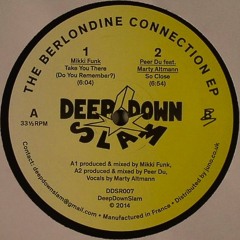 THE BERLONDINE CONNECTION EP
1
Mikki Funk
Take You There
(Do You Remember?)
(6:04)
2
Peer Du feat.
Marty Altmann
So Close
(6:54)
A
33⅓ RPM
DEEP DOWN
SLAM
A1 produced & mixed by Mikki Funk,
A2 produced & mixed by Peer Du,
Vocals by Marty Altmann
DDSR007
DeepDownSlam
© 2014
Contact: deepdownslam@gmail.com • Manufactured in France • Distributed by juno.co.uk